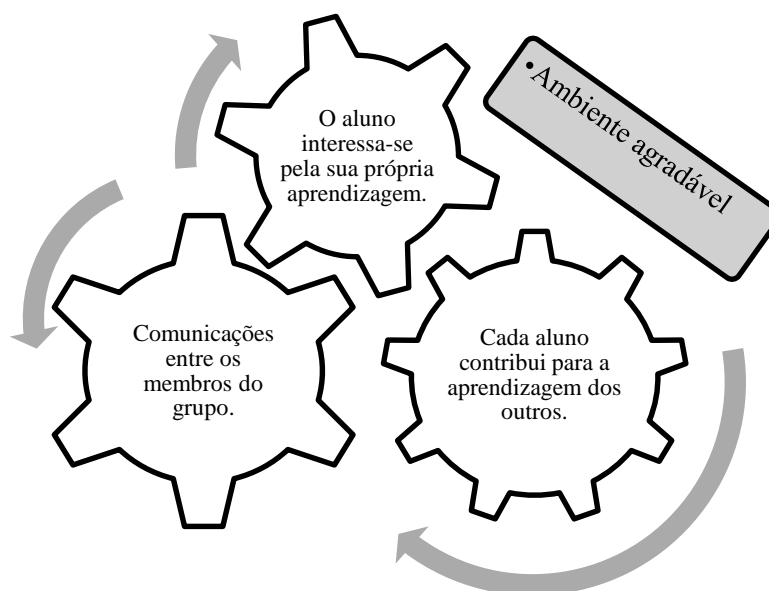 O aluno
interessa-se
pela sua própria
aprendizagem.
•Ambiente agradável
Comunicações
entre os
membros do
grupo.
Cada aluno
contribui para a
aprendizagem dos
outros.